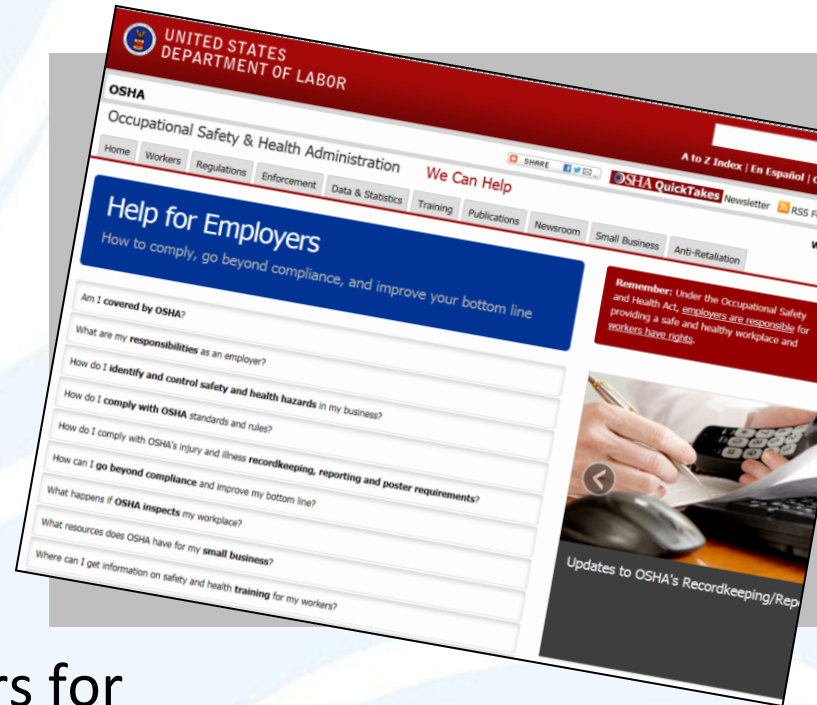 UNITED STATES
DEPARTMENT OF LABOR
A to Z Index | En Español |
OSHA
SHARE
OSHA QuickTakes Newsletter RSS
Occupational Safety & Health Administration We Can Help
Home Workers Regulations Enforcement Data & Statistics Training Publications Newsroom Small Business Anti-Retaliation
Help for Employers
How to comply, go beyond compliance, and improve your bottom line
Am I covered by OSHA?
What are my responsibilities as an employer?
How do I identify and control safety and health hazards in my business?
How do I comply with OSHA standards and rules?
How do I comply with OSHA's injury and illness recordkeeping, reporting and poster requirements?
How can I go beyond compliance and improve my bottom line?
What happens if OSHA inspects my workplace?
What resources does OSHA have for my small business?
Where can I get information on safety and health training for my workers?
Remember: Under the Occupational Safety
and Health Act, employers are responsible for
providing a safe and healthy workplace and
workers have rights.
Updates to OSHA's Recordkeeping/Rep
rs for